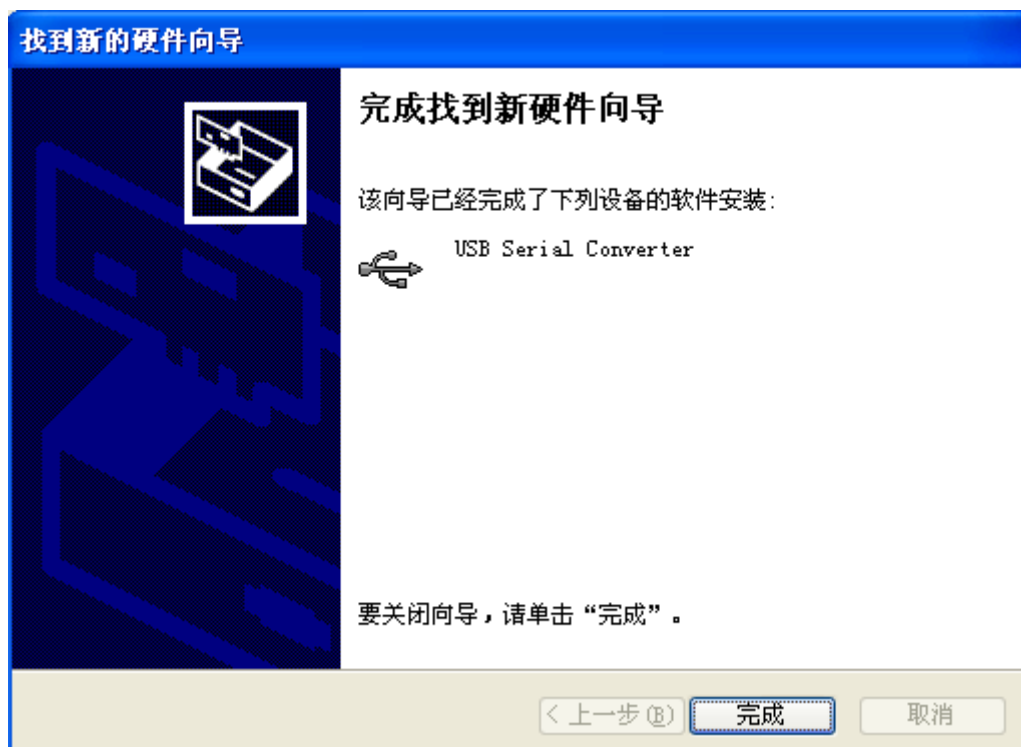 找到新的硬件向导
完成找到新硬件向导
该向导已经完成了下列设备的软件安装:
USB Serial Converter
要关闭向导，请单击“完成”。
< 上一步(B)
完成
取消